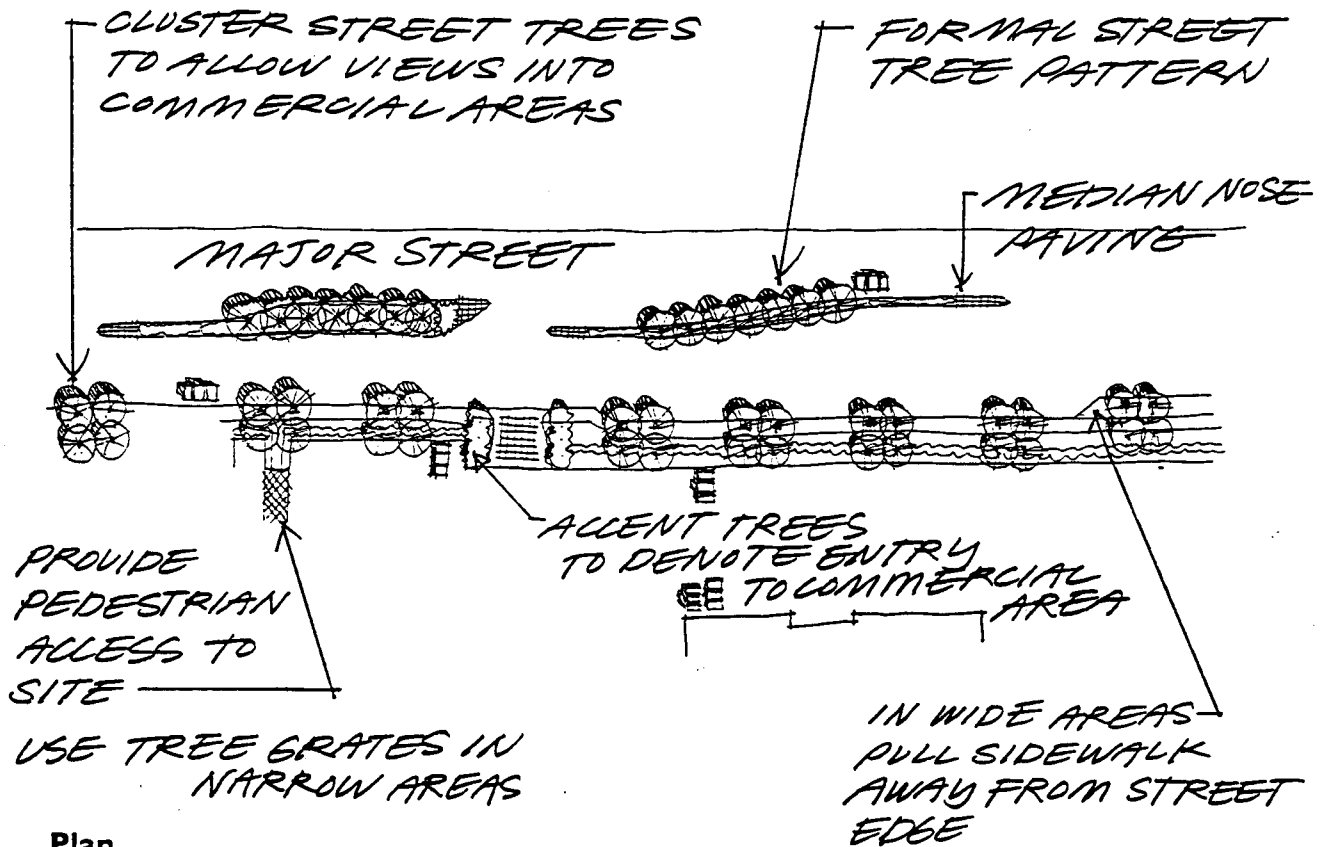 CLUSTER STREET TREES
TO ALLOW VIEWS INTO
COMMERCIAL AREAS
FORMAL STREET
TREE PATTERN
MEDIAN NOSE
PAVING
MAJOR STREET
ACCENT TREES
TO DENOTE ENTRY
TO COMMERCIAL
AREA
PROVIDE
PEDESTRIAN
ACCESS TO
SITE
USE TREE GRATES IN
NARROW AREAS
IN WIDE AREAS
PULL SIDEWALK
AWAY FROM STREET
EDGE
Plan